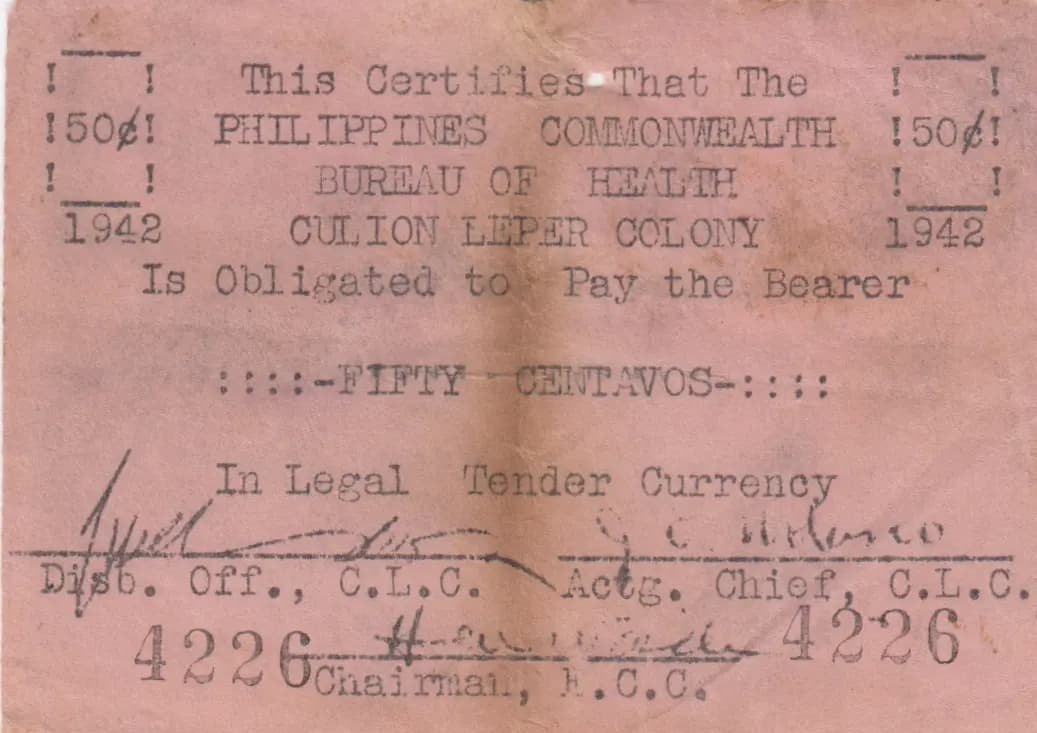 This Certifies That The
50¢ PHILIPPINES COMMONWEALTH 50¢
BUREAU OF HEALTH
1942 CULION LEPER COLONY 1942
Is Obligated to Pay the Bearer
::::-FIFTY CENTAVOS-::::
In Legal Tender Currency
Disb. Off., C.L.C. Actg. Chief, C.L.C.
4226 4226
Chairman, .C.C.